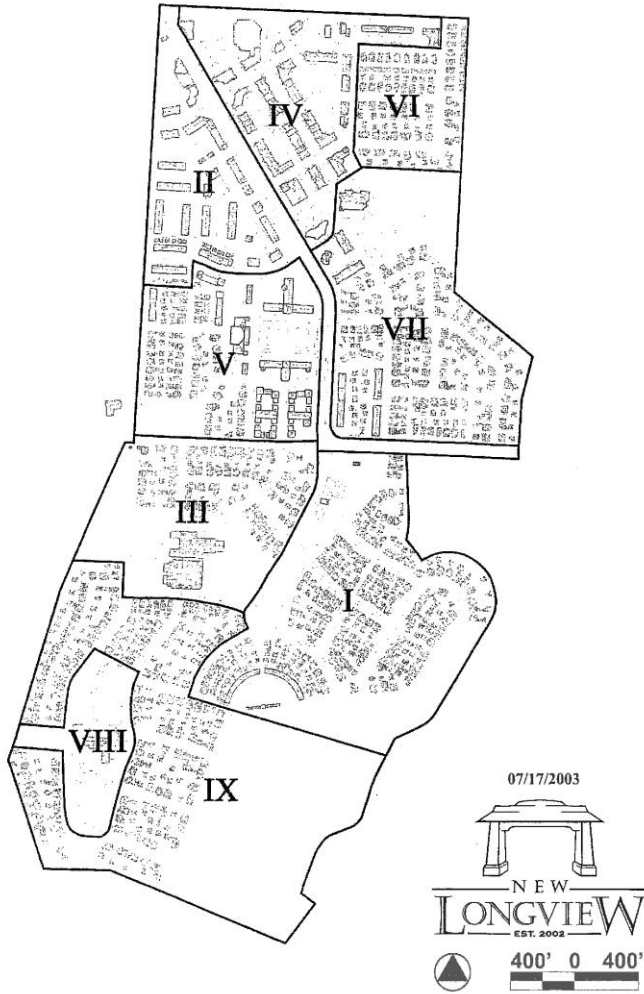 IV
VI
II
VII
V
III
I
VIII
IX
07/17/2003
NEW
LONGVIEW
EST. 2002
400' 0 400'